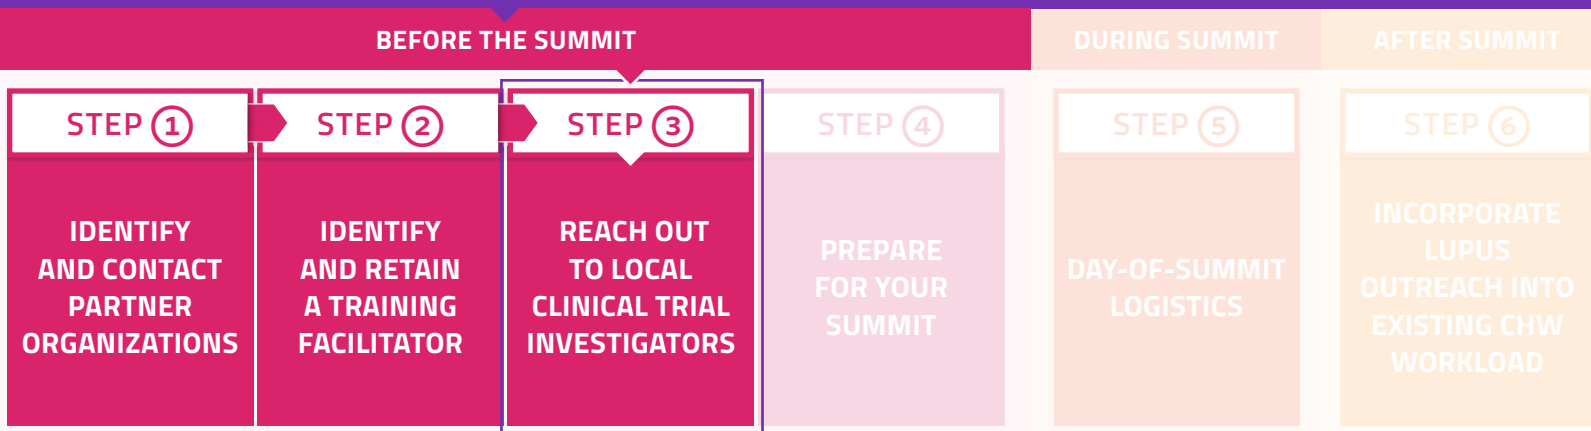 BEFORE THE SUMMIT
DURING SUMMIT
AFTER SUMMIT
STEP 1
STEP 2
STEP 3
STEP 4
STEP 5
STEP 6
IDENTIFY
AND CONTACT
PARTNER
ORGANIZATIONS
IDENTIFY
AND RETAIN
A TRAINING
FACILITATOR
REACH OUT
TO LOCAL
CLINICAL TRIAL
INVESTIGATORS
PREPARE
FOR YOUR
SUMMIT
DAY-OF-SUMMIT
LOGISTICS
INCORPORATE
LUPUS
OUTREACH INTO
EXISTING CHW
WORKLOAD